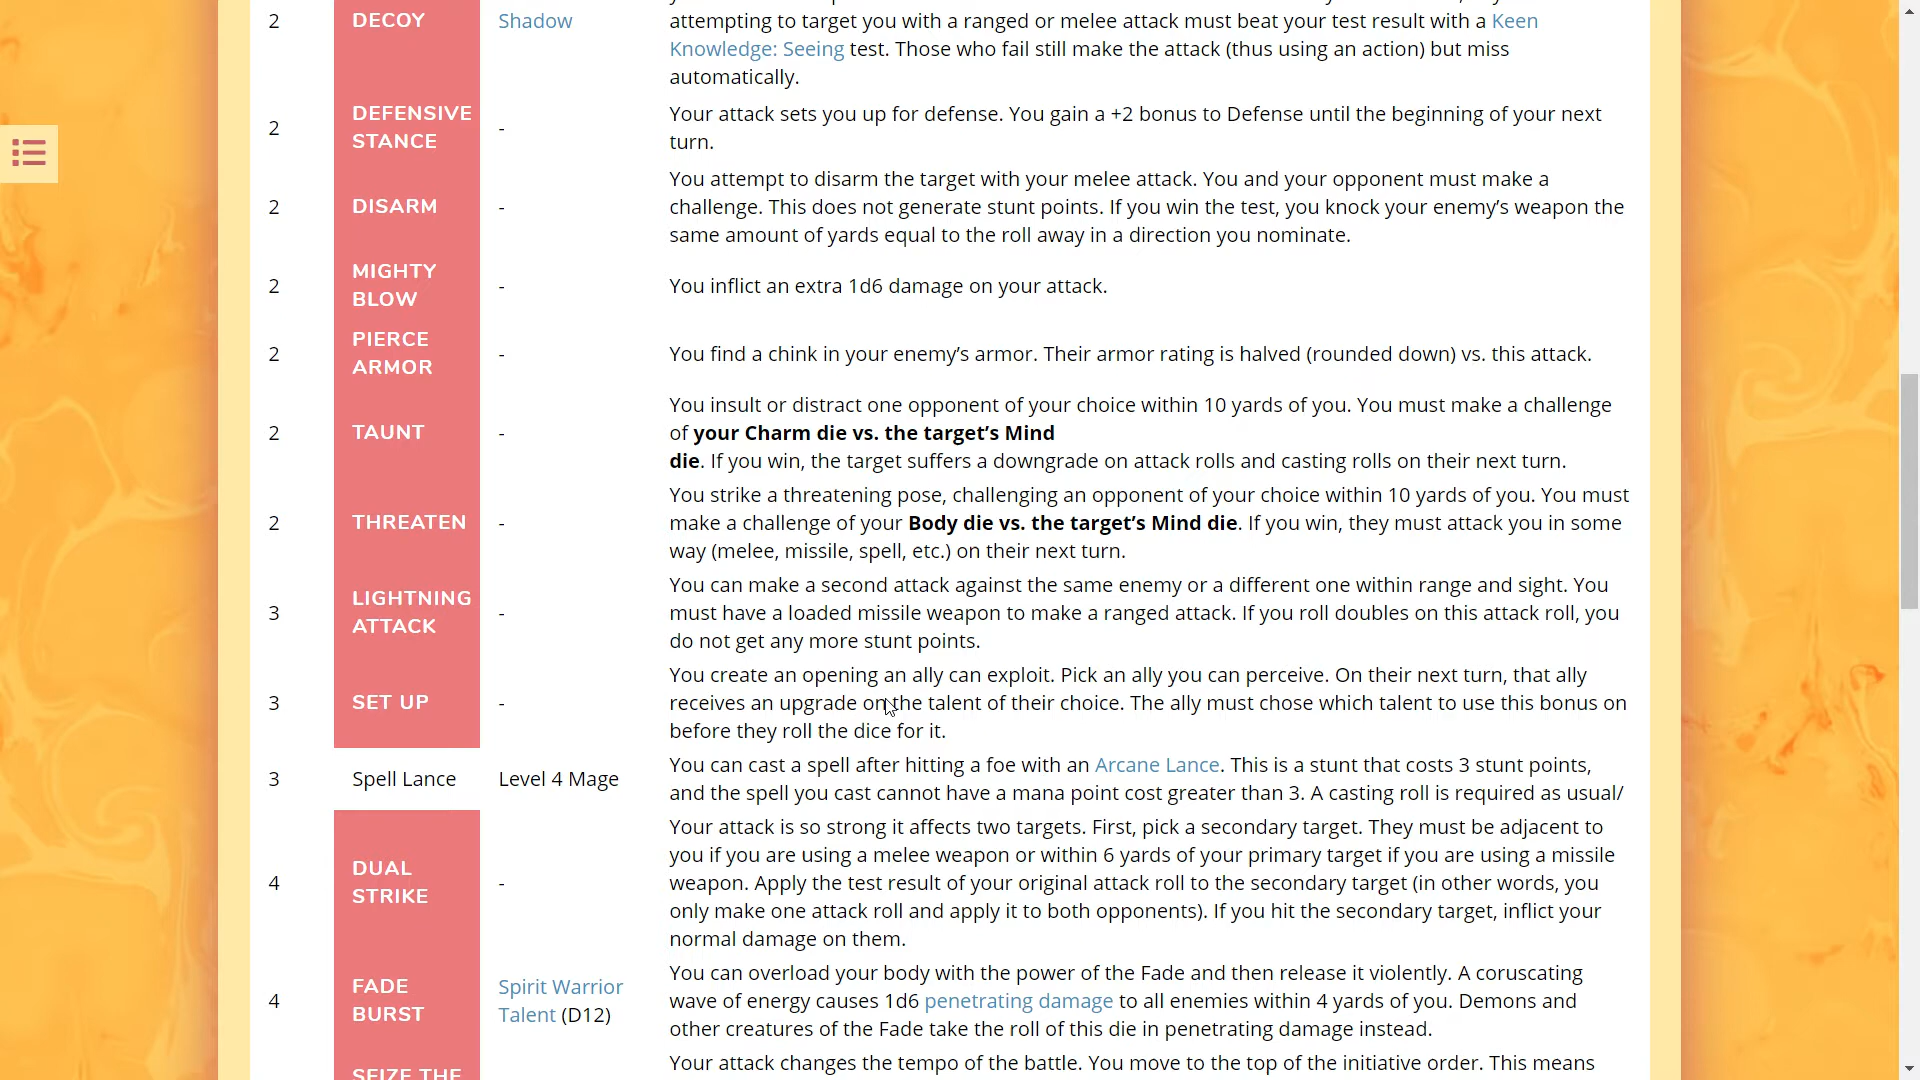 attempting to target you with a ranged or melee attack must beat your test result with a Keen
2 DECOY Shadow
Knowledge: Seeing test. Those who fail still make the attack (thus using an action) but miss
automatically.
DEFENSIVE
STANCE
2 -
Your attack sets you up for defense. You gain a +2 bonus to Defense until the beginning of your next
turn.
2 DISARM -
You attempt to disarm the target with your melee attack. You and your opponent must make a
challenge. This does not generate stunt points. If you win the test, you knock your enemy’s weapon the
same amount of yards equal to the roll away in a direction you nominate.
2 -
MIGHTY
BLOW
You inflict an extra 1d6 damage on your attack.
2 -
PIERCE
ARMOR
You find a chink in your enemy’s armor. Their armor rating is halved (rounded down) vs. this attack.
2 TAUNT -
You insult or distract one opponent of your choice within 10 yards of you. You must make a challenge
of your Charm die vs. the target’s Mind
die. If you win, the target suffers a downgrade on attack rolls and casting rolls on their next turn.
2 THREATEN -
You strike a threatening pose, challenging an opponent of your choice within 10 yards of you. You must
make a challenge of your Body die vs. the target’s Mind die. If you win, they must attack you in some
way (melee, missile, spell, etc.) on their next turn.
3 -
LIGHTNING
ATTACK
You can make a second attack against the same enemy or a different one within range and sight. You
must have a loaded missile weapon to make a ranged attack. If you roll doubles on this attack roll, you
do not get any more stunt points.
3 SET UP -
You create an opening an ally can exploit. Pick an ally you can perceive. On their next turn, that ally
receives an upgrade on the talent of their choice. The ally must chose which talent to use this bonus on
before they roll the dice for it.
3 Spell Lance Level 4 Mage
You can cast a spell after hitting a foe with an Arcane Lance. This is a stunt that costs 3 stunt points,
and the spell you cast cannot have a mana point cost greater than 3. A casting roll is required as usual/
4 -
DUAL
STRIKE
Your attack is so strong it affects two targets. First, pick a secondary target. They must be adjacent to
you if you are using a melee weapon or within 6 yards of your primary target if you are using a missile
weapon. Apply the test result of your original attack roll to the secondary target (in other words, you
only make one attack roll and apply it to both opponents). If you hit the secondary target, inflict your
normal damage on them.
4
FADE
BURST
Spirit Warrior
Talent (D12)
You can overload your body with the power of the Fade and then release it violently. A coruscating
wave of energy causes 1d6 penetrating damage to all enemies within 4 yards of you. Demons and
other creatures of the Fade take the roll of this die in penetrating damage instead.
SEIZE THE
Your attack changes the tempo of the battle. You move to the top of the initiative order. This means